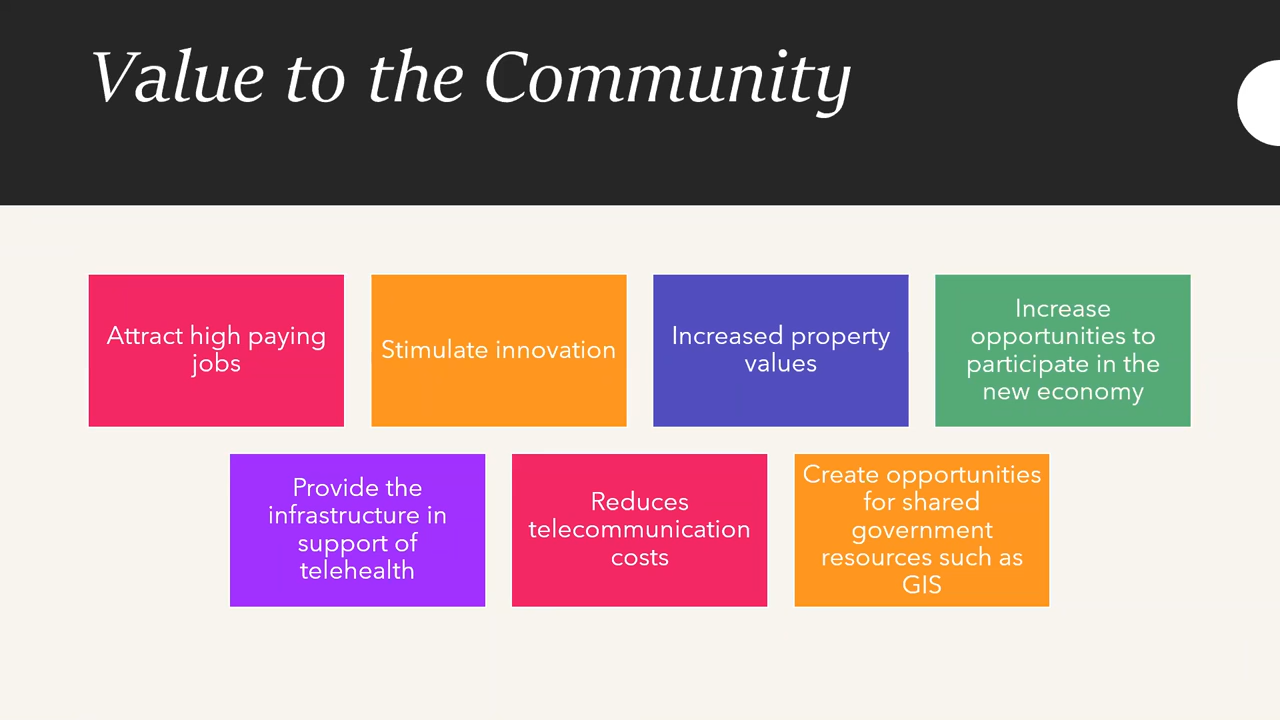 Value to the Community
Attract high paying
jobs
Stimulate innovation
Increased property
values
Increase
opportunities to
participate in the
new economy
Provide the
infrastructure in
support of
telehealth
Reduces
telecommunication
costs
Create opportunities
for shared
government
resources such as
GIS